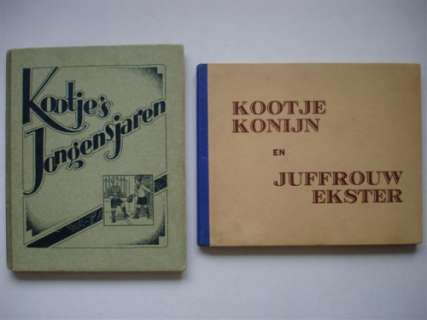 Kootje's
Jongensjaren
KOOTJE
KONIJN
EN
JUFFROUW
EKSTER